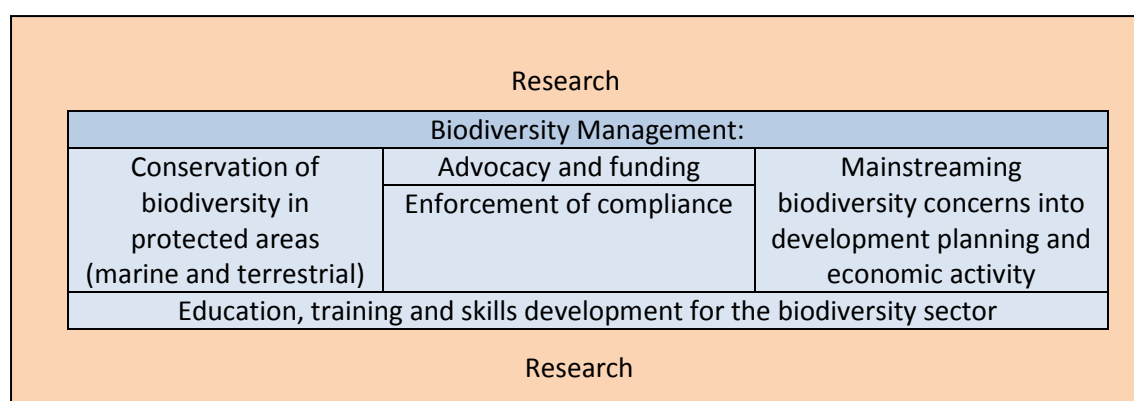 Research
Biodiversity Management:
Conservation of
biodiversity in
protected areas
(marine and terrestrial)
Advocacy and funding
Enforcement of compliance
Mainstreaming
biodiversity concerns into
development planning and
economic activity
Education, training and skills development for the biodiversity sector
Research